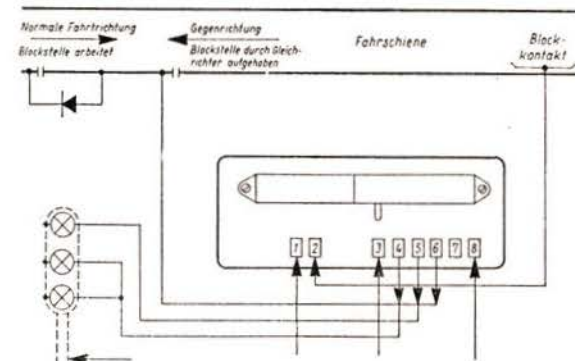 Normale Fahrtrichtung
Blockstelle arbeitet
Gegenrichtung
Blockstelle durch Gleich-
richter aufgehoben
Fahrschiene
Block-
kontakt
1 2 3 4 5 6 7 8